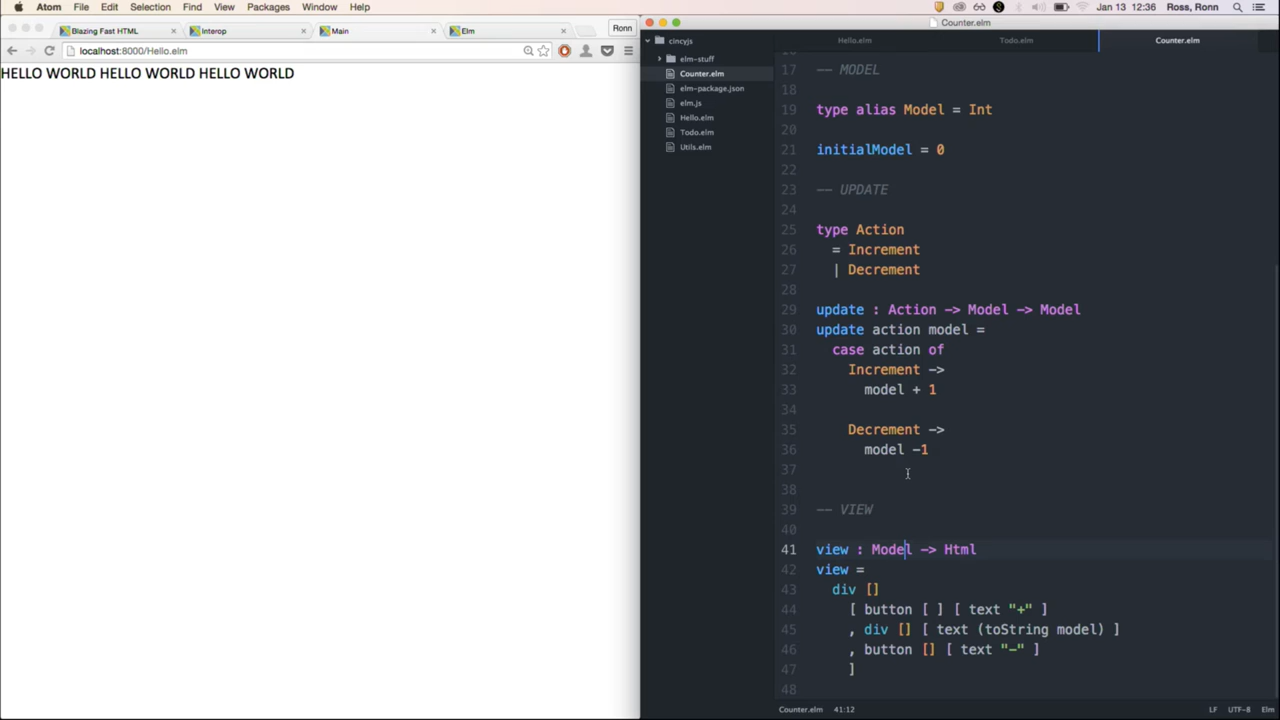 Atom File Edit Selection Find View Packages Window Help Jan 13 12:36 Ross, Ronn
Blazing Fast HTML Interop Main Elm Ronn
localhost:8000/Hello.elm
HELLO WORLD HELLO WORLD HELLO WORLD
Counter.elm
cincyjs
elm-stuff
Counter.elm
elm-package.json
elm.js
Hello.elm
Todo.elm
Utils.elm
Hello.elm Todo.elm Counter.elm
17 -- MODEL
18
19 type alias Model = Int
20
21 initialModel = 0
22
23 -- UPDATE
24
25 type Action
26 = Increment
27 | Decrement
28
29 update : Action -> Model -> Model
30 update action model =
31 case action of
32 Increment ->
33 model + 1
34
35 Decrement ->
36 model -1
37
38
39 -- VIEW
40
41 view : Model -> Html
42 view =
43 div []
44 [ button [ ] [ text "+" ]
45 , div [] [ text (toString model) ]
46 , button [] [ text "-" ]
47 ]
48
Counter.elm 41:12 LF UTF-8 Elm